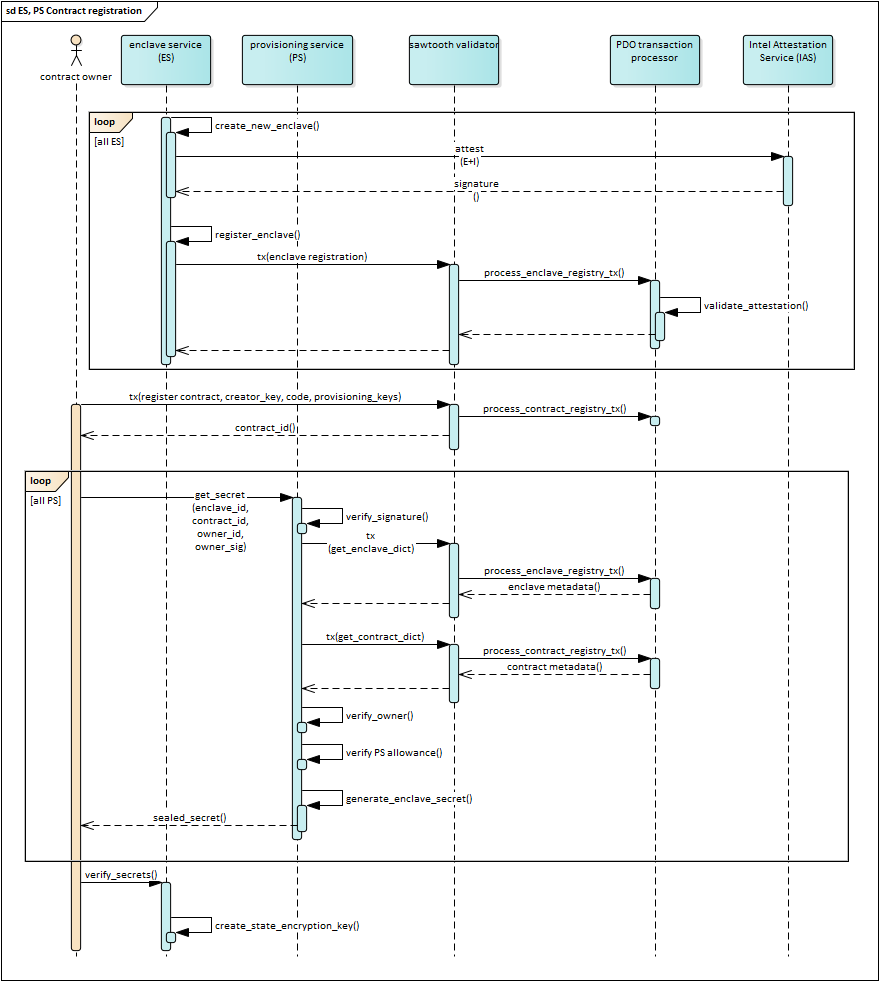 sd ES, PS Contract registration
contract owner
enclave service
(ES)
provisioning service
(PS)
sawtooth validator
PDO transaction
processor
Intel Attestation
Service (IAS)
loop
[all ES]
create_new_enclave()
attest
(E+I)
signature
()
register_enclave()
tx(enclave registration)
process_enclave_registry_tx()
validate_attestation()
tx(register contract, creator_key, code, provisioning_keys)
process_contract_registry_tx()
contract_id()
loop
[all PS]
get_secret
(enclave_id,
contract_id,
owner_id,
owner_sig)
verify_signature()
tx
(get_enclave_dict)
process_enclave_registry_tx()
enclave metadata()
tx(get_contract_dict)
process_contract_registry_tx()
contract metadata()
verify_owner()
verify PS allowance()
generate_enclave_secret()
sealed_secret()
verify_secrets()
create_state_encryption_key()